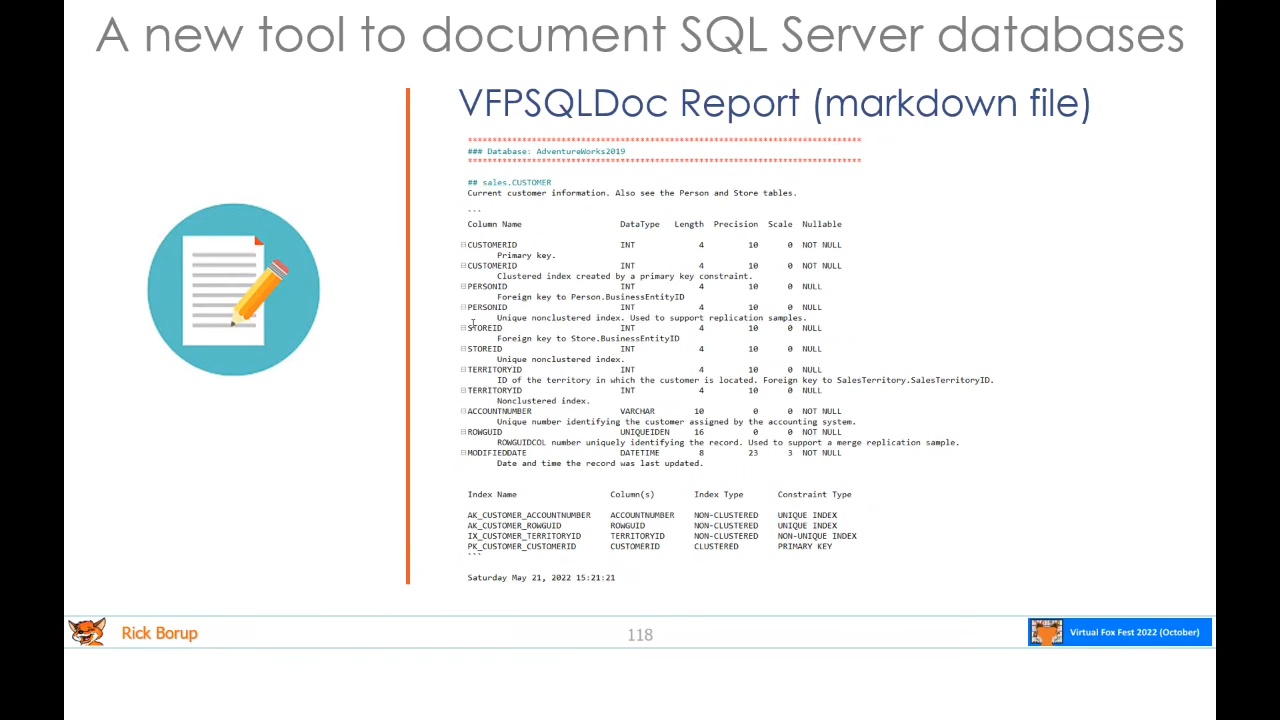 A new tool to document SQL Server databases
VFPSQLDoc Report (markdown file)
********************************************************************************
### Database: AdventureWorks2019
********************************************************************************
## sales.CUSTOMER
Current customer information. Also see the Person and Store tables.
```
Column Name DataType Length Precision Scale Nullable
CUSTOMERID INT 4 10 0 NOT NULL
Primary key.
CUSTOMERID INT 4 10 0 NOT NULL
Clustered index created by a primary key constraint.
PERSONID INT 4 10 0 NULL
Foreign key to Person.BusinessEntityID
PERSONID INT 4 10 0 NULL
Unique nonclustered index. Used to support replication samples.
STOREID INT 4 10 0 NULL
Foreign key to Store.BusinessEntityID
STOREID INT 4 10 0 NULL
Unique nonclustered index.
TERRITORYID INT 4 10 0 NULL
ID of the territory in which the customer is located. Foreign key to SalesTerritory.SalesTerritoryID.
TERRITORYID INT 4 10 0 NULL
Nonclustered index.
ACCOUNTNUMBER VARCHAR 10 0 0 NOT NULL
Unique number identifying the customer assigned by the accounting system.
ROWGUID UNIQUEIDEN 16 0 0 NOT NULL
ROWGUIDCOL number uniquely identifying the record. Used to support a merge replication sample.
MODIFIEDDATE DATETIME 8 23 3 NOT NULL
Date and time the record was last updated.
Index Name Column(s) Index Type Constraint Type
AK_CUSTOMER_ACCOUNTNUMBER ACCOUNTNUMBER NON-CLUSTERED UNIQUE INDEX
AK_CUSTOMER_ROWGUID ROWGUID NON-CLUSTERED UNIQUE INDEX
IX_CUSTOMER_TERRITORYID TERRITORYID NON-CLUSTERED NON-UNIQUE INDEX
PK_CUSTOMER_CUSTOMERID CUSTOMERID CLUSTERED PRIMARY KEY
```
Saturday May 21, 2022 15:21:21
Rick Borup
118
Virtual Fox Fest 2022 (October)